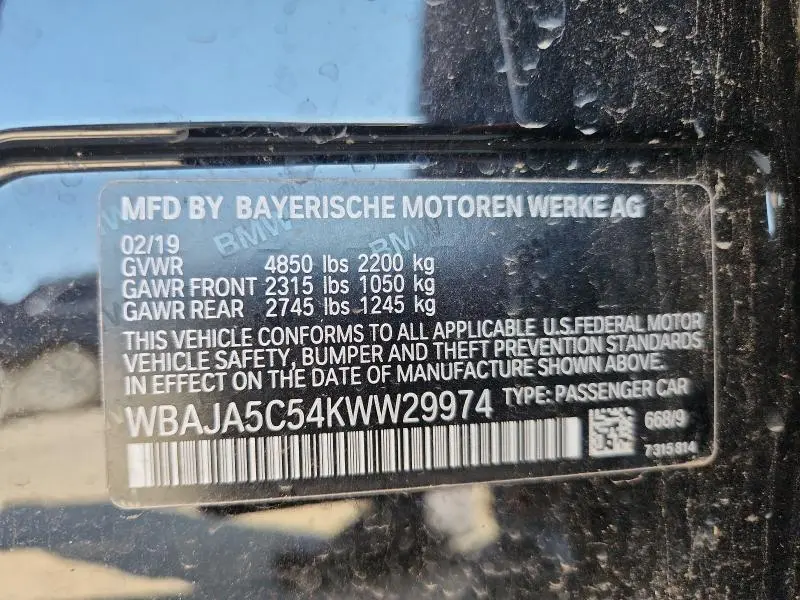 MFD BY BAYERISCHE MOTOREN WERKE AG
02/19
GVWR 4850 lbs 2200 kg
GAWR FRONT 2315 lbs 1050 kg
GAWR REAR 2745 lbs 1245 kg
THIS VEHICLE CONFORMS TO ALL APPLICABLE U.S.FEDERAL MOTOR
VEHICLE SAFETY, BUMPER AND THEFT PREVENTION STANDARDS
IN EFFECT ON THE DATE OF MANUFACTURE SHOWN ABOVE.
WBAJA5C54KWW29974 TYPE: PASSENGER CAR
668/9
7315814
BMW
BMW